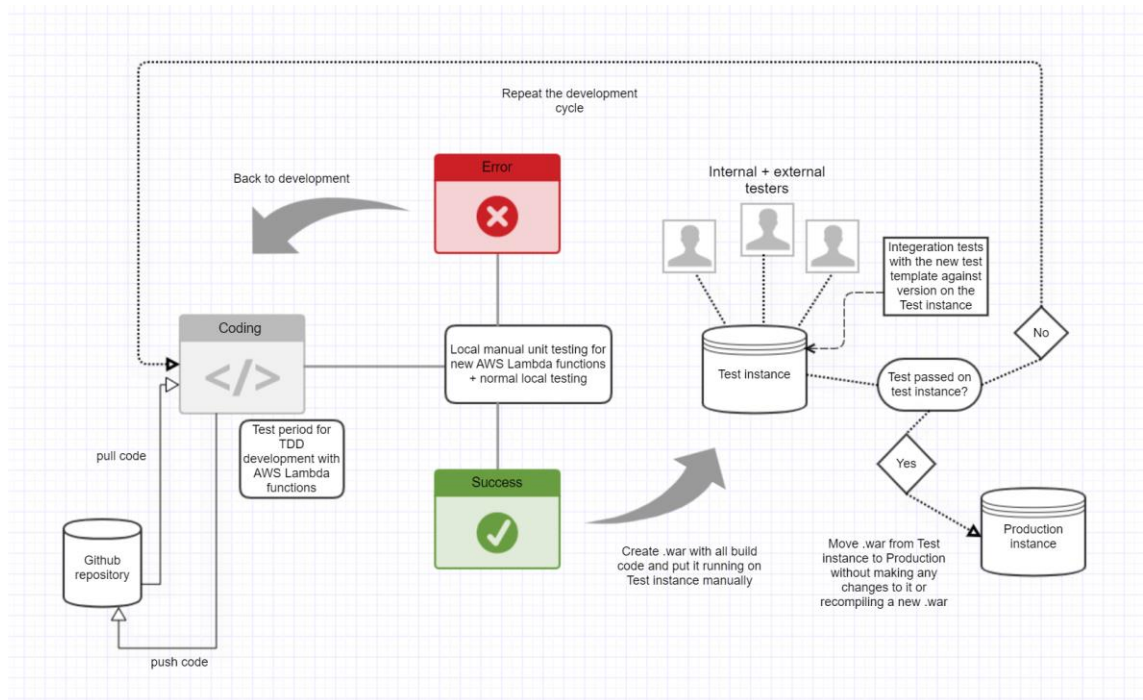 Repeat the development
cycle
Error
Back to development
Internal + external
testers
Integeration tests
with the new test
template against
version on the
Test instance
Coding
</>
No
Local manual unit testing for
new AWS Lambda functions
+ normal local testing
Test instance
Test passed on
test instance?
Test period for
TDD
development with
AWS Lambda
functions
pull code
Yes
Success
Github
repository
Create .war with all build
code and put it running on
Test instance manually
Move .war from Test
instance to Production
without making any
changes to it or
recompiling a new .war
Production
instance
push code